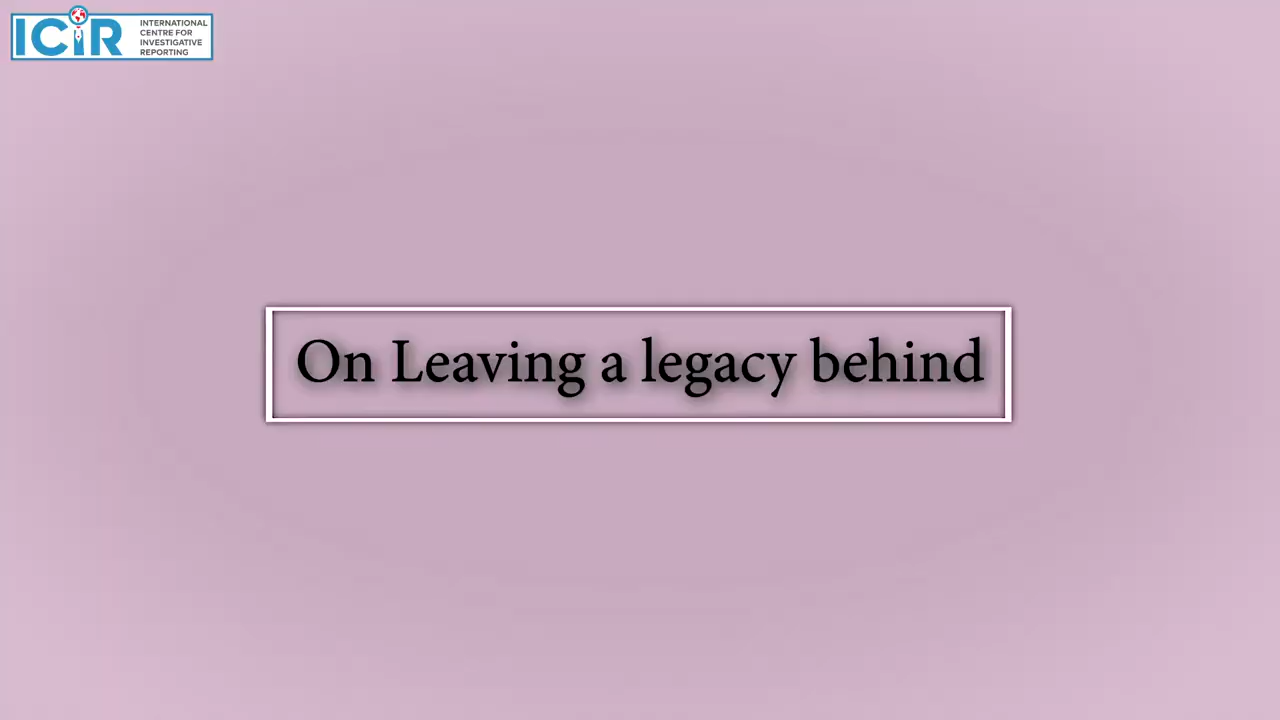 ICiR
INTERNATIONAL
CENTRE FOR
INVESTIGATIVE
REPORTING
On Leaving a legacy behind